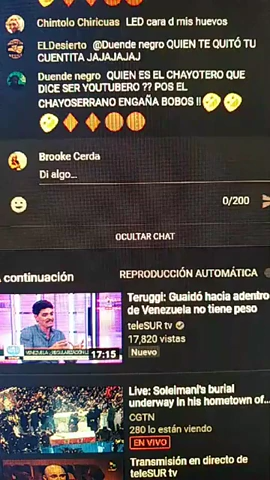 Chintolo Chiricuas LED cara d mis huevos
ELDesierto @Duende negro QUIEN TE QUITÓ TU
CUENTITA JAJAJAJAJ
Duende negro QUIEN ES EL CHAYOTERO QUE
DICE SER YOUTUBERO ?? POS EL
CHAYOSERRANO ENGAÑA BOBOS !!
Brooke Cerda
Di algo...
0/200
OCULTAR CHAT
continuación
REPRODUCCIÓN AUTOMÁTICA
Teruggi: Guaidó hacia adentro
de Venezuela no tiene peso
teleSUR tv
17,820 vistas
Nuevo
17:15
Live: Soleimani's burial
underway in his hometown of...
CGTN
280 lo están viendo
EN VIVO
Transmisión en directo de
teleSUR tv